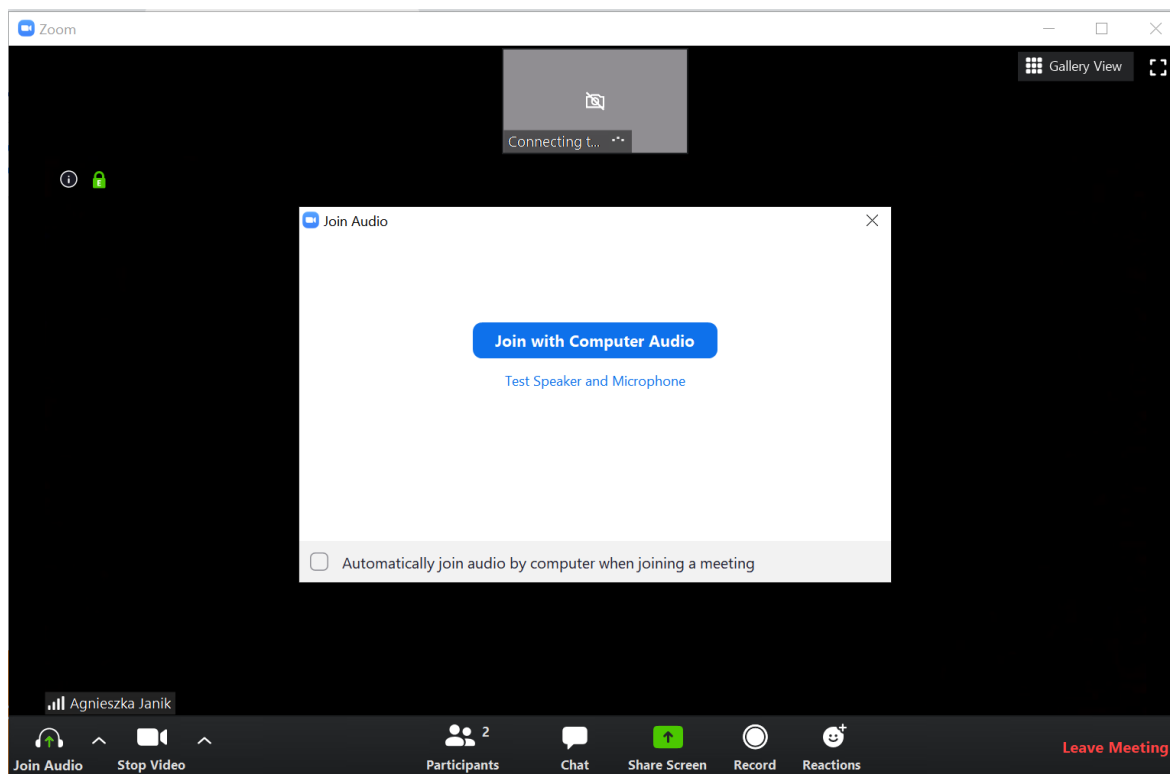 Zoom
Gallery View
Connecting t...
Join Audio
Join with Computer Audio
Test Speaker and Microphone
Automatically join audio by computer when joining a meeting
Agnieszka Janik
2
Join Audio
Stop Video
Participants
Chat
Share Screen
Record
Reactions
Leave Meeting